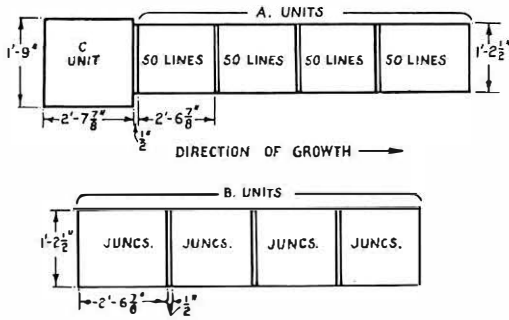 A. UNITS
1'-9"
C UNIT
50 LINES
50 LINES
50 LINES
50 LINES
1'-2½"
2'-7⅞"
½"
2'-6⅞"
DIRECTION OF GROWTH
B. UNITS
1'-2½"
JUNCS.
JUNCS.
JUNCS.
JUNCS.
2'-6⅞"
½"